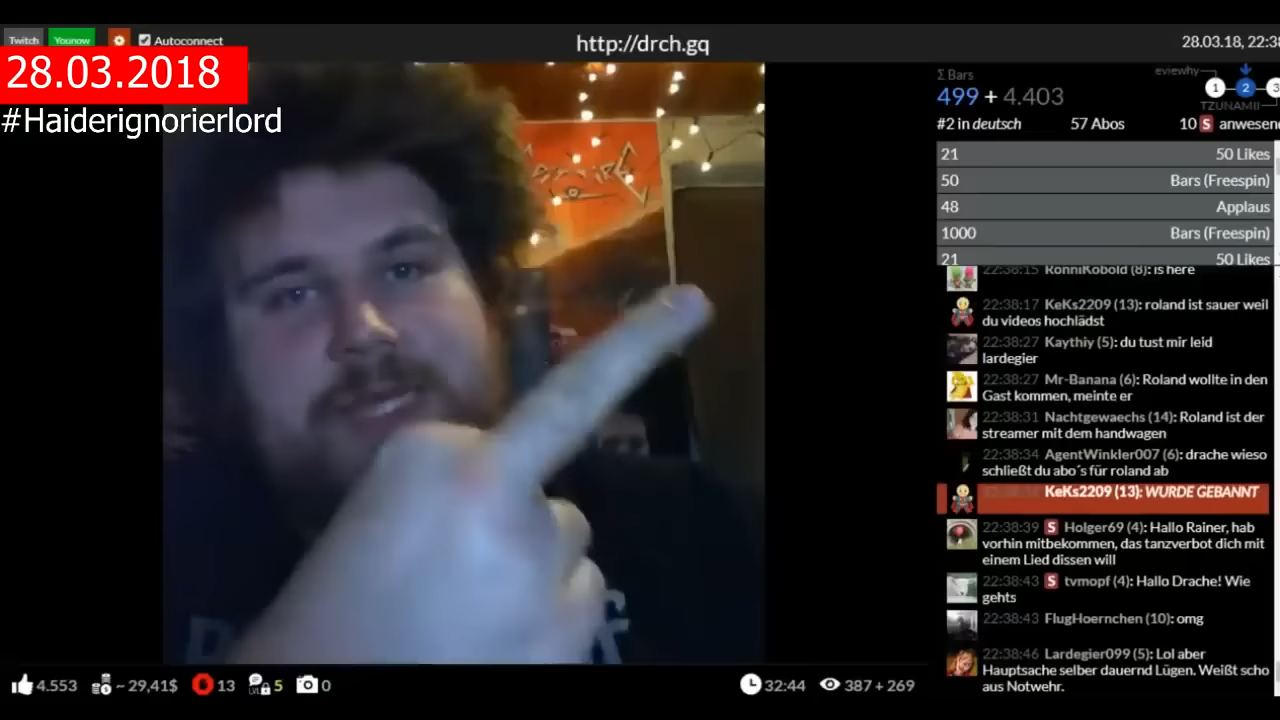 Twitch Younow Autoconnect
http://drch.gq
28.03.18, 22:38
28.03.2018
#Haiderignorierlord
Σ Bars
499 + 4.403
eviewhy
1 2 3
TZUNAMII
#2 in deutsch 57 Abos 10 S anwesen
21 50 Likes
50 Bars (Freespin)
48 Applaus
1000 Bars (Freespin)
21 50 Likes
22:38:15 RonniKobold (8): is here
22:38:17 KeKs2209 (13): roland ist sauer weil
du videos hochlädst
22:38:27 Kaythiy (5): du tust mir leid
lardegier
22:38:27 Mr-Banana (6): Roland wollte in den
Gast kommen, meinte er
22:38:31 Nachtgewaechs (14): Roland ist der
streamer mit dem handwagen
22:38:34 AgentWinkler007 (6): drache wieso
schließt du abo´s für roland ab
KeKs2209 (13): WURDE GEBANNT
22:38:39 S Holger69 (4): Hallo Rainer, hab
vorhin mitbekommen, das tanzverbot dich mit
einem Lied dissen will
22:38:43 S tvmopf (4): Hallo Drache! Wie
gehts
22:38:43 FlugHoernchen (10): omg
22:38:46 Lardegier099 (5): Lol aber
Hauptsache selber dauernd Lügen. Weißt scho
aus Notwehr.
4.553 ~ 29,41$ 13 5 0 32:44 387 + 269